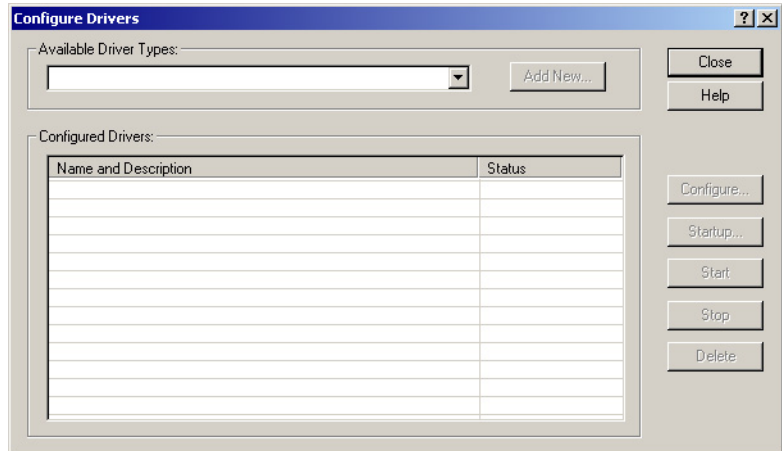 Configure Drivers
Available Driver Types:
Add New...
Close
Help
Configured Drivers:
Name and Description Status
Configure...
Startup...
Start
Stop
Delete